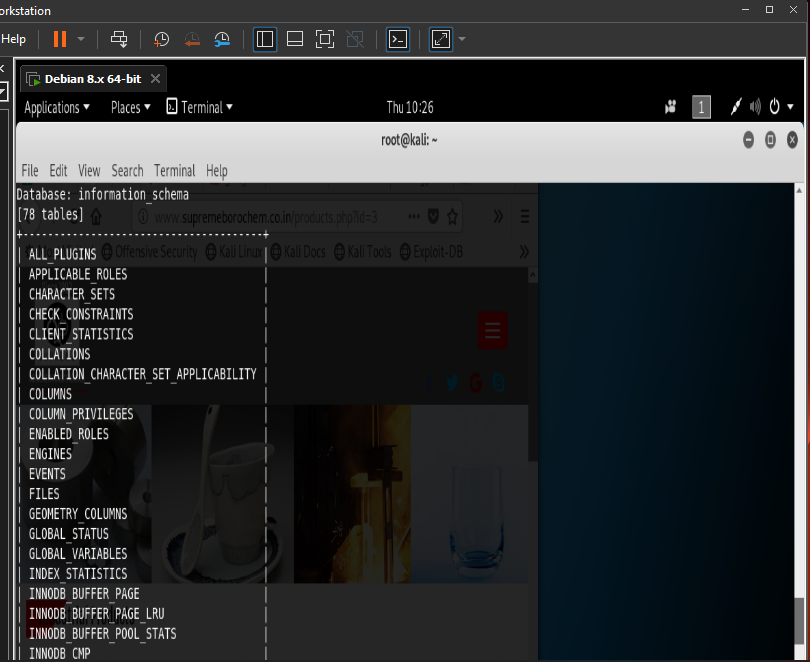 orkstation
Help
Debian 8.x 64-bit
Applications Places Terminal Thu 10:26 1
root@kali: ~
File Edit View Search Terminal Help
Database: information_schema
[78 tables]
www.supremeborochem.co.in/products.php?id=3
Offensive Security Kali Linux Kali Docs Kali Tools Exploit-DB
ALL_PLUGINS
APPLICABLE_ROLES
CHARACTER_SETS
CHECK_CONSTRAINTS
CLIENT_STATISTICS
COLLATIONS
COLLATION_CHARACTER_SET_APPLICABILITY
COLUMNS
COLUMN_PRIVILEGES
ENABLED_ROLES
ENGINES
EVENTS
FILES
GEOMETRY_COLUMNS
GLOBAL_STATUS
GLOBAL_VARIABLES
INDEX_STATISTICS
INNODB_BUFFER_PAGE
INNODB_BUFFER_PAGE_LRU
INNODB_BUFFER_POOL_STATS
INNODB_CMP